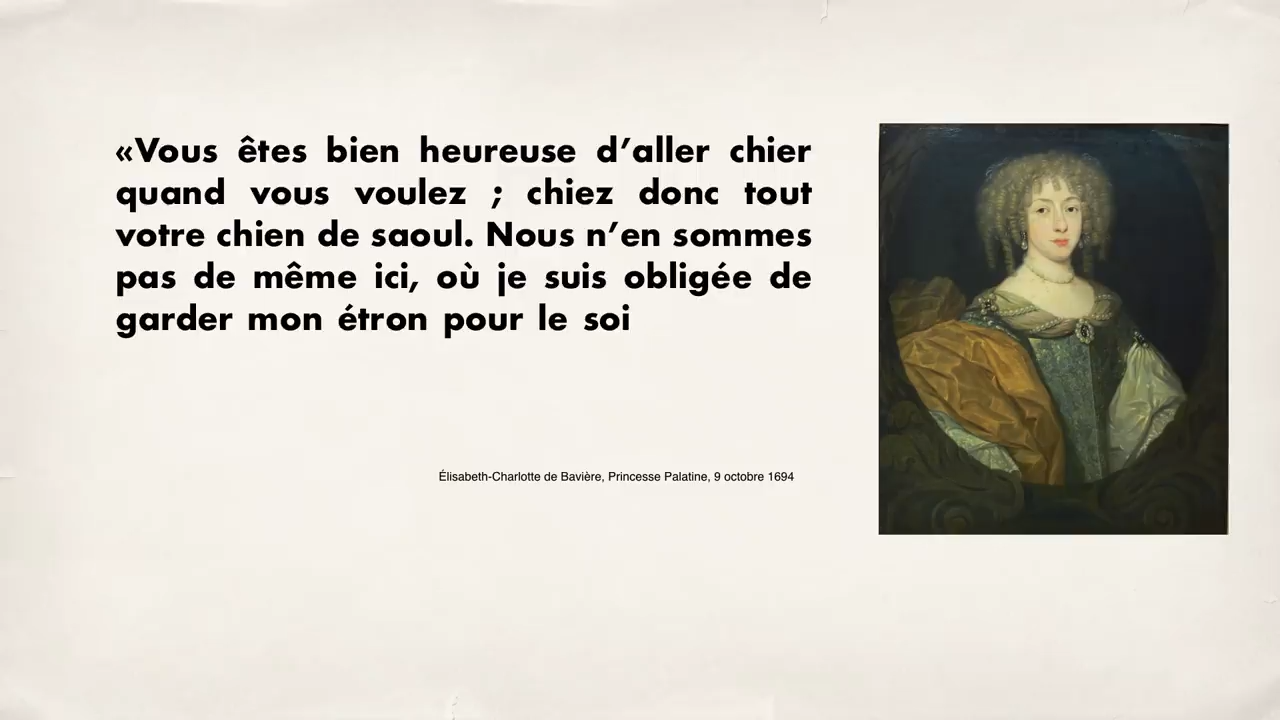 «Vous êtes bien heureuse d’aller chier
quand vous voulez ; chiez donc tout
votre chien de saoul. Nous n’en sommes
pas de même ici, où je suis obligée de
garder mon étron pour le soi
Élisabeth-Charlotte de Bavière, Princesse Palatine, 9 octobre 1694